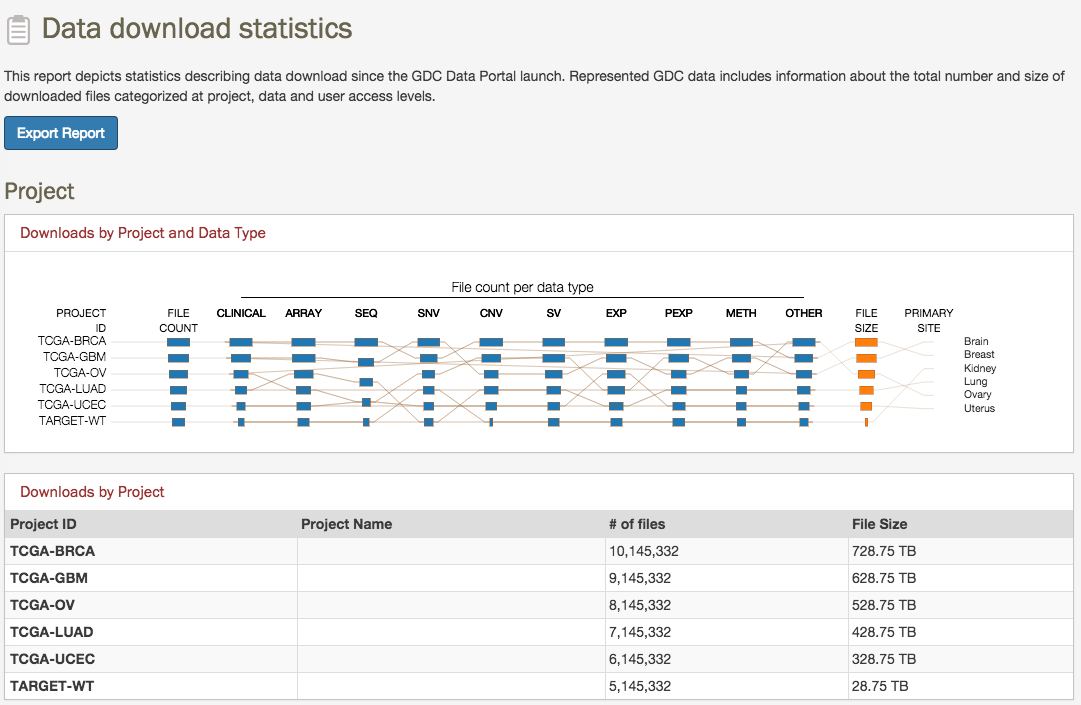 Data download statistics
This report depicts statistics describing data download since the GDC Data Portal launch. Represented GDC data includes information about the total number and size of
downloaded files categorized at project, data and user access levels.
Export Report
Project
Downloads by Project and Data Type
File count per data type
PROJECT ID FILE COUNT CLINICAL ARRAY SEQ SNV CNV SV EXP PEXP METH OTHER FILE SIZE PRIMARY SITE
TCGA-BRCA
TCGA-GBM
TCGA-OV
TCGA-LUAD
TCGA-UCEC
TARGET-WT
Brain
Breast
Kidney
Lung
Ovary
Uterus
Downloads by Project
Project ID Project Name # of files File Size
TCGA-BRCA 10,145,332 728.75 TB
TCGA-GBM 9,145,332 628.75 TB
TCGA-OV 8,145,332 528.75 TB
TCGA-LUAD 7,145,332 428.75 TB
TCGA-UCEC 6,145,332 328.75 TB
TARGET-WT 5,145,332 28.75 TB